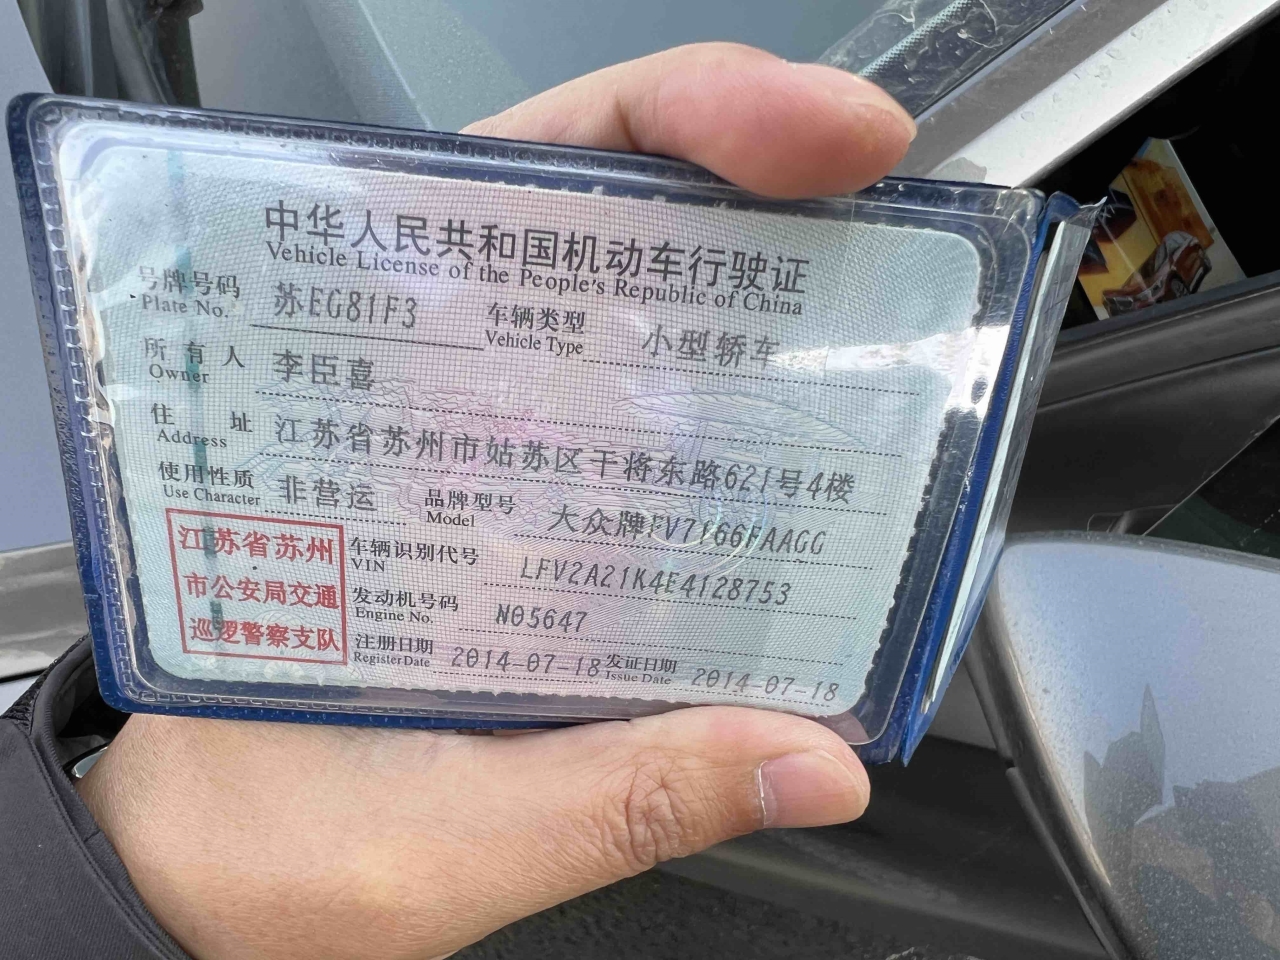 中华人民共和国机动车行驶证
Vehicle License of the People's Republic of China
号牌号码 苏EG81F3 车辆类型 小型轿车
Plate No. Vehicle Type
所有人 李臣喜
Owner
住址 江苏省苏州市姑苏区干将东路621号4楼
Address
使用性质 非营运 品牌型号 大众牌FV7166FAAGG
Use Character Model
江苏省苏州
市公安局交通
巡逻警察支队
车辆识别代号 LFV2A21K4E4128753
VIN
发动机号码 N05647
Engine No.
注册日期 2014-07-18 发证日期 2014-07-18
Register Date Issue Date